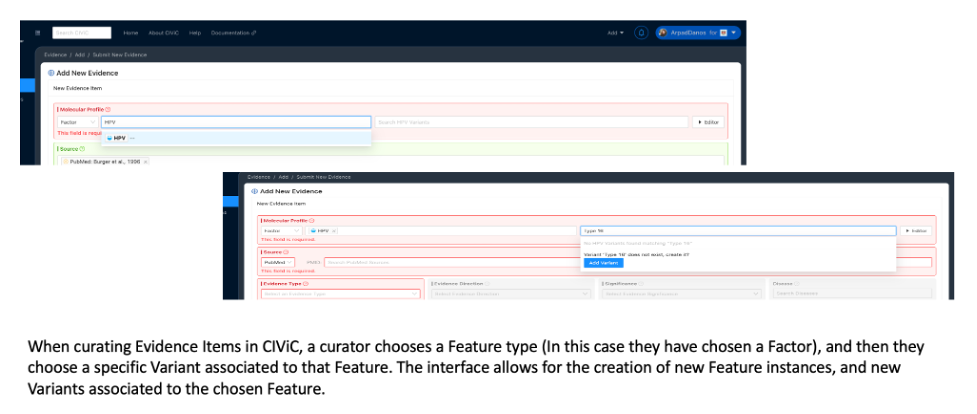 Search CIViC Home About CIViC Help Documentation Add ArpadDanos for
Evidence / Add / Submit New Evidence
Add New Evidence
New Evidence Item
Molecular Profile
Factor HPV Search HPV Variants + Editor
This field is requi
HPV
Source
PubMed: Burger et al., 1996 ×
Evidence / Add / Submit New Evidence
Add New Evidence
New Evidence Item
Molecular Profile
Factor HPV × + Editor
This field is required.
No HPV Variants found matching
Variant does not exist, create it?
Add Variant
Source
PubMed Search PubMed Sources
This field is required.
Evidence Type Evidence Direction Significance Disease
Select an Evidence Type Select Evidence Direction Select Evidence Significance Search Diseases
When curating Evidence Items in CIViC, a curator chooses a Feature type (In this case they have chosen a Factor), and then they
choose a specific Variant associated to that Feature. The interface allows for the creation of new Feature instances, and new
Variants associated to the chosen Feature.